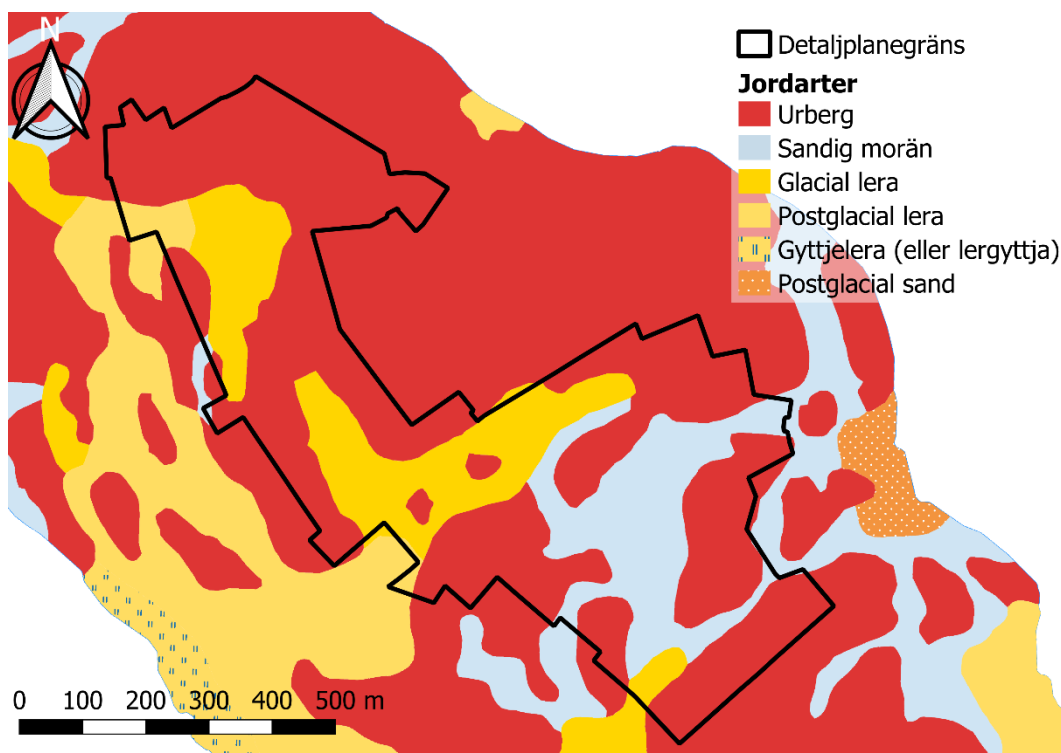 N
Detaljplanegräns
Jordarter
Urberg
Sandig morän
Glacial lera
Postglacial lera
Gyttjelera (eller lergyttja)
Postglacial sand
0 100 200 300 400 500 m